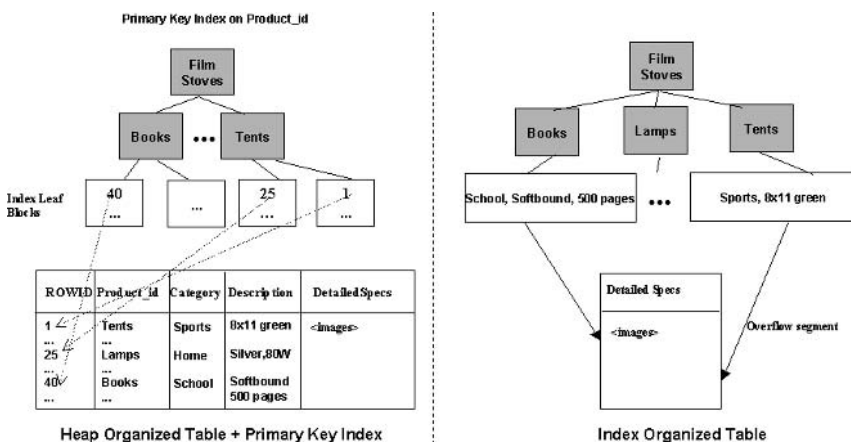 Primary Key Index on Product_id
Film
Stoves
Books
•••
Tents
Index Leaf
Blocks
40
...
...
25
...
1
...
ROWID Product_id Category Description Detailed Specs
1 Tents Sports 8x11 green <images>
... ...
25 Lamps Home Silver,80W
... ...
40 Books School Softbound
... 500 pages
Heap Organized Table + Primary Key Index
Film
Stoves
Books
Lamps
Tents
School, Softbound, 500 pages
•••
Sports, 8x11 green
Detailed Specs
<images>
Overflow segment
Index Organized Table